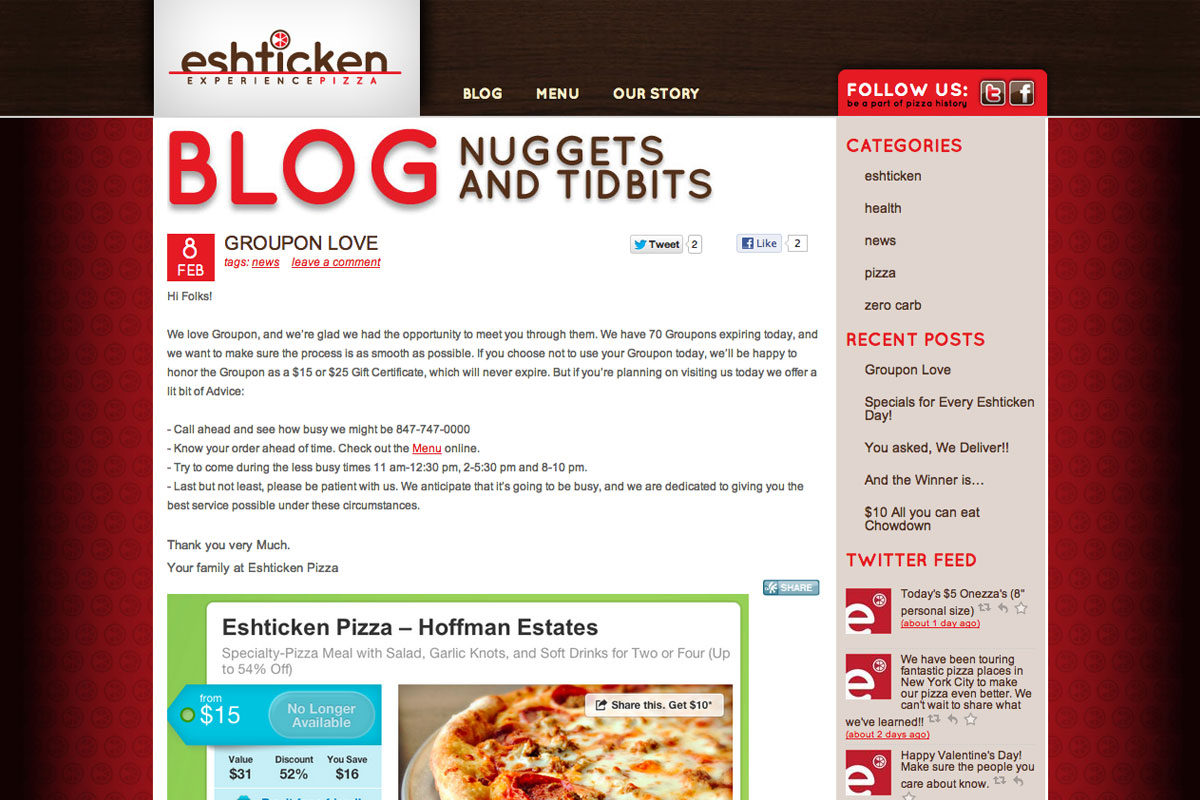 eshticken
EXPERIENCEPIZZA
BLOG
MENU
OUR STORY
FOLLOW US:
be a part of pizza history
BLOG
NUGGETS
AND TIDBITS
8
FEB
GROUPON LOVE
tags: news leave a comment
Tweet 2
Like 2
Hi Folks!
We love Groupon, and we're glad we had the opportunity to meet you through them. We have 70 Groupons expiring today, and
we want to make sure the process is as smooth as possible. If you choose not to use your Groupon today, we'll be happy to
honor the Groupon as a $15 or $25 Gift Certificate, which will never expire. But if you're planning on visiting us today we offer a
lit bit of Advice:
- Call ahead and see how busy we might be 847-747-0000
- Know your order ahead of time. Check out the Menu online.
- Try to come during the less busy times 11 am-12:30 pm, 2-5:30 pm and 8-10 pm.
- Last but not least, please be patient with us. We anticipate that it's going to be busy, and we are dedicated to giving you the
best service possible under these circumstances.
Thank you very Much.
Your family at Eshticken Pizza
SHARE
Eshticken Pizza – Hoffman Estates
Specialty-Pizza Meal with Salad, Garlic Knots, and Soft Drinks for Two or Four (Up
to 54% Off)
from
$15
No Longer
Available
Share this. Get $10*
Value Discount You Save
$31 52% $16
CATEGORIES
eshticken
health
news
pizza
zero carb
RECENT POSTS
Groupon Love
Specials for Every Eshticken
Day!
You asked, We Deliver!!
And the Winner is…
$10 All you can eat
Chowdown
TWITTER FEED
e
Today's $5 Onezza's (8"
personal size)
(about 1 day ago)
e
We have been touring
fantastic pizza places in
New York City to make
our pizza even better. We
can't wait to share what
we've learned!!
(about 2 days ago)
e
Happy Valentine's Day!
Make sure the people you
care about know.